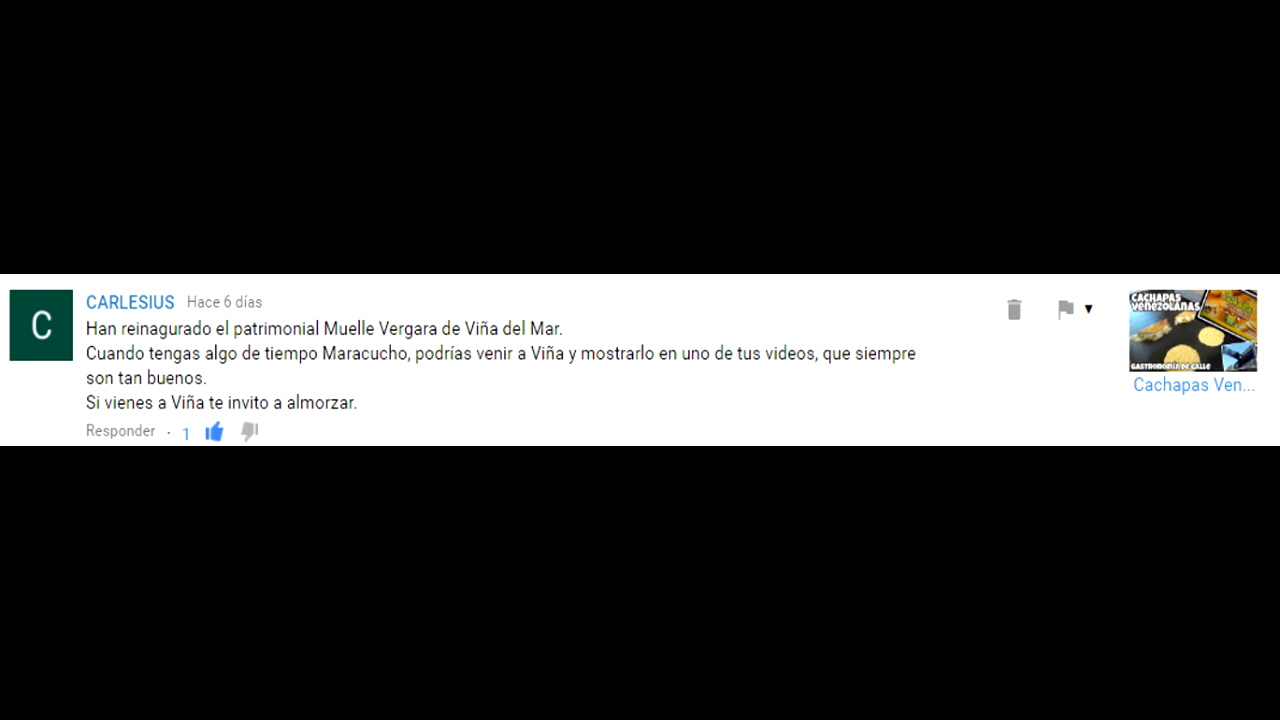 C
CARLESIUS Hace 6 días
Han reinagurado el patrimonial Muelle Vergara de Viña del Mar.
Cuando tengas algo de tiempo Maracucho, podrías venir a Viña y mostrarlo en uno de tus videos, que siempre
son tan buenos.
Si vienes a Viña te invito a almorzar.
Responder · 1
CACHAPAS
VENEZOLANAS
GASTRONOMIA DE CALLE
Cachapas Ven...